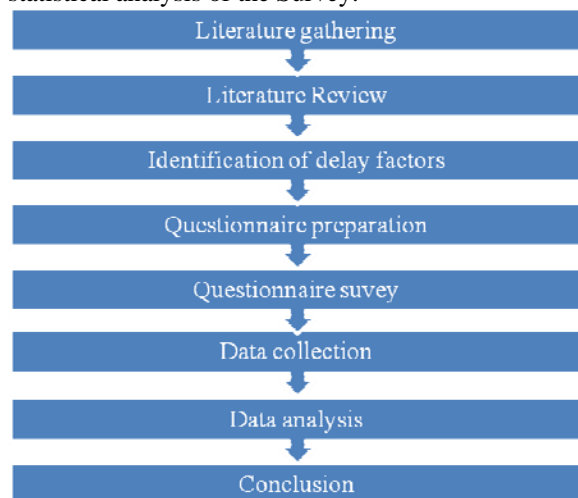 statistical analysis of the Survey.
Literature gathering
Literature Review
Identification of delay factors
Questionnaire preparation
Questionnaire suvey
Data collection
Data analysis
Conclusion